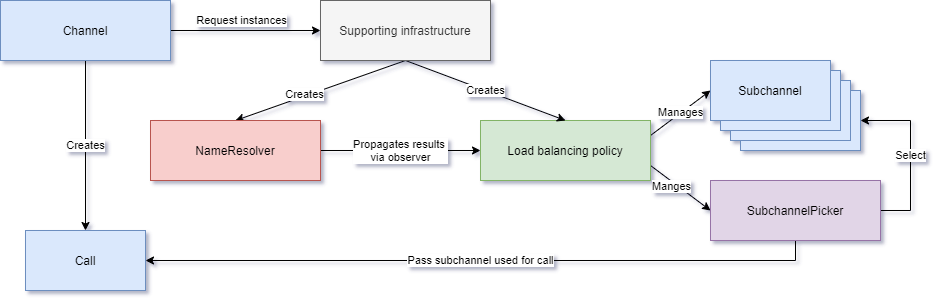 Channel
Request instances
Supporting infrastructure
Creates
Creates
Subchannel
Manages
Creates
NameResolver
Propagates results
via observer
Load balancing policy
Select
Manges
SubchannelPicker
Call
Pass subchannel used for call